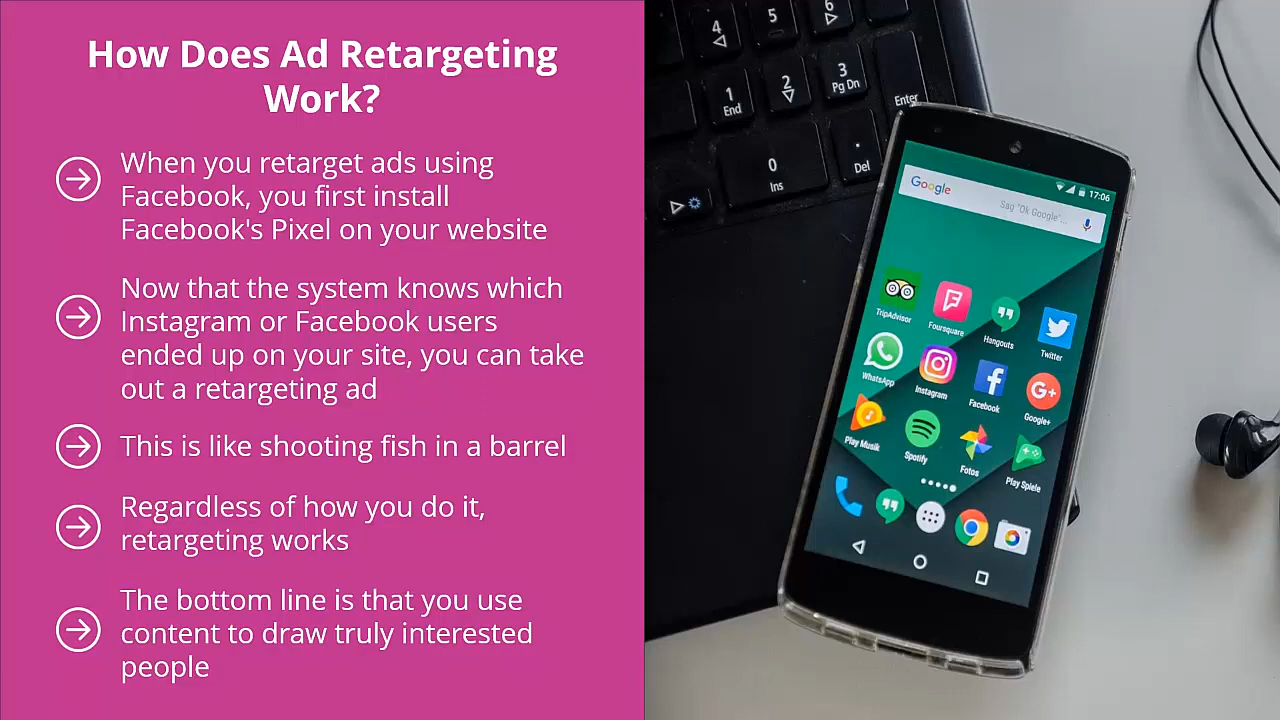 How Does Ad Retargeting
Work?
When you retarget ads using
Facebook, you first install
Facebook's Pixel on your website
Now that the system knows which
Instagram or Facebook users
ended up on your site, you can take
out a retargeting ad
This is like shooting fish in a barrel
Regardless of how you do it,
retargeting works
The bottom line is that you use
content to draw truly interested
people
4
5
6
1
End
2
3
Pg Dn
Enter
0
Ins
.
Del
17:06
Google
Say "Ok Google"...
TripAdvisor
Foursquare
Hangouts
Twitter
WhatsApp
Instagram
Facebook
Google+
Play Musik
Spotify
Fotos
Play Spiele